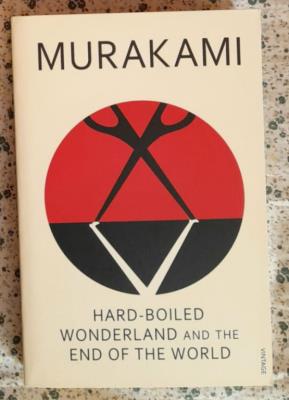 MURAKAMI
HARD-BOILED
WONDERLAND AND THE
END OF THE WORLD
VINTAGE